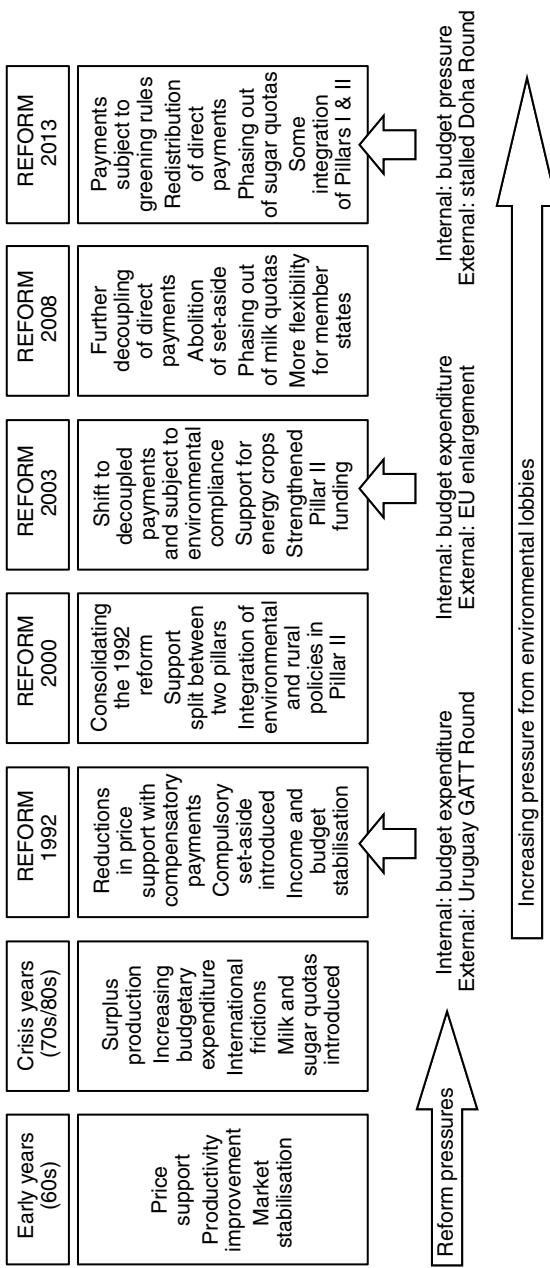 Early years
(60s)
Price
support
Productivity
improvement
Market
stabilisation
Crisis years
(70s/80s)
Surplus
production
Increasing
budgetary
expenditure
International
frictions
Milk and
sugar quotas
introduced
REFORM
1992
Reductions
in price
support with
compensatory
payments
Compulsory
set-aside
introduced
Income and
budget
stabilisation
REFORM
2000
Consolidating
the 1992
reform
Support
split between
two pillars
Integration of
environmental
and rural
policies in
Pillar II
REFORM
2003
Shift to
decoupled
payments
and subject to
environmental
compliance
Support for
energy crops
Strengthened
Pillar II
funding
REFORM
2008
Further
decoupling
of direct
payments
Abolition
of set-aside
Phasing out
of milk quotas
More flexibility
for member
states
REFORM
2013
Payments
subject to
greening rules
Redistribution
of direct
payments
Phasing out
of sugar quotas
Some
integration
of Pillars I & II
Reform pressures
Internal: budget expenditure
External: Uruguay GATT Round
Internal: budget expenditure
External: EU enlargement
Internal: budget pressure
External: stalled Doha Round
Increasing pressure from environmental lobbies